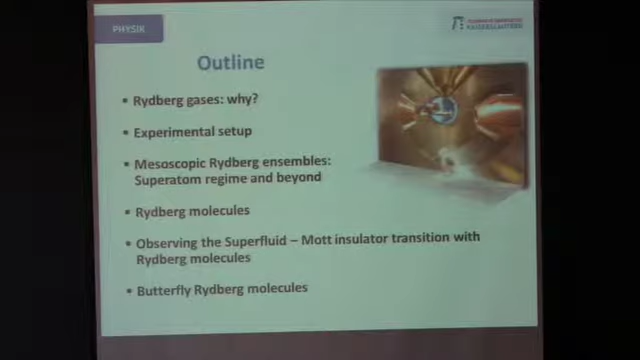 PHYSIK
KAISERSLAUTERN
Outline
• Rydberg gases: why?
• Experimental setup
• Mesoscopic Rydberg ensembles:
Superatom regime and beyond
• Rydberg molecules
• Observing the Superfluid – Mott insulator transition with
Rydberg molecules
• Butterfly Rydberg molecules